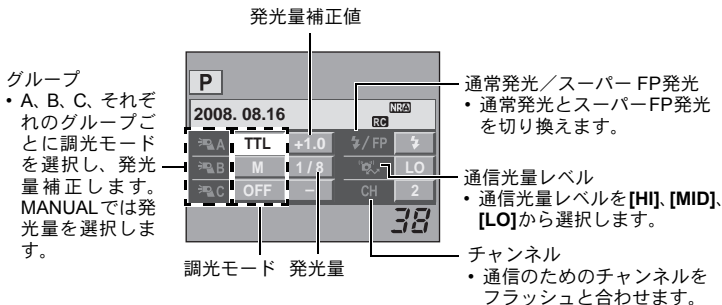 発光量補正値
グループ
• A、B、C、それぞ
れのグループご
とに調光モード
を選択し、発光
量補正します。
MANUALでは発
光量を選択しま
す。
P
2008. 08.16
NR
RC
A TTL +1.0 /FP
B M 1/8 LO
C OFF – CH 2
38
調光モード 発光量
通常発光／スーパー FP発光
• 通常発光とスーパーFP発光
を切り換えます。
通信光量レベル
• 通信光量レベルを[HI]、[MID]、
[LO]から選択します。
チャンネル
• 通信のためのチャンネルを
フラッシュと合わせます。